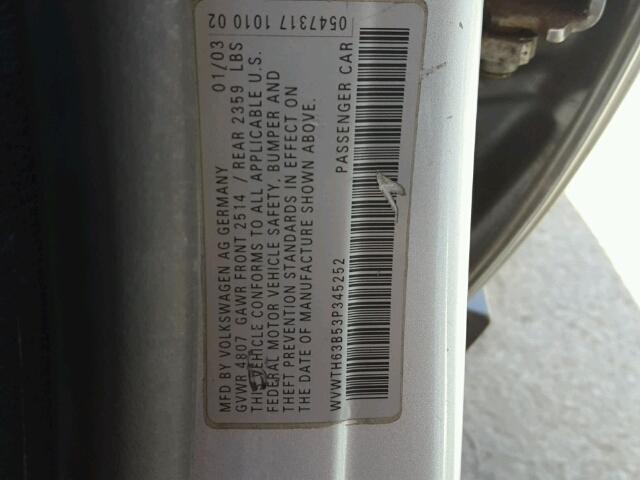 0547317 1010 02
MFD BY VOLKSWAGEN AG GERMANY 01/03
GVWR 4807 GAWR FRONT 2514 / REAR 2359 LBS
THIS VEHICLE CONFORMS TO ALL APPLICABLE U.S.
FEDERAL MOTOR VEHICLE SAFETY, BUMPER AND
THEFT PREVENTION STANDARDS IN EFFECT ON
THE DATE OF MANUFACTURE SHOWN ABOVE.
WVWTH63B53P345252 PASSENGER CAR